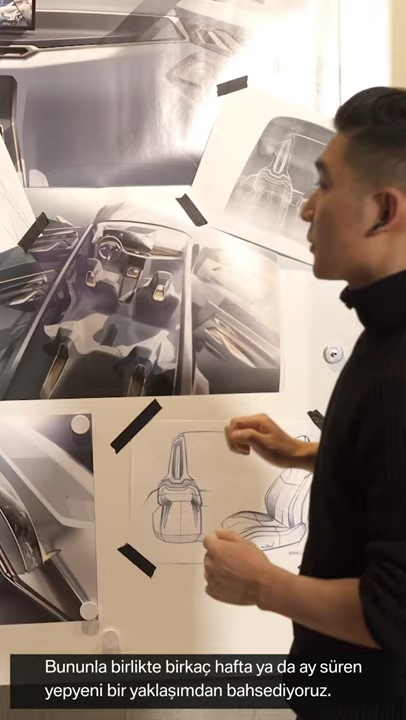 Bununla birlikte birkaç hafta ya da ay süren
yepyeni bir yaklaşımdan bahsediyoruz.